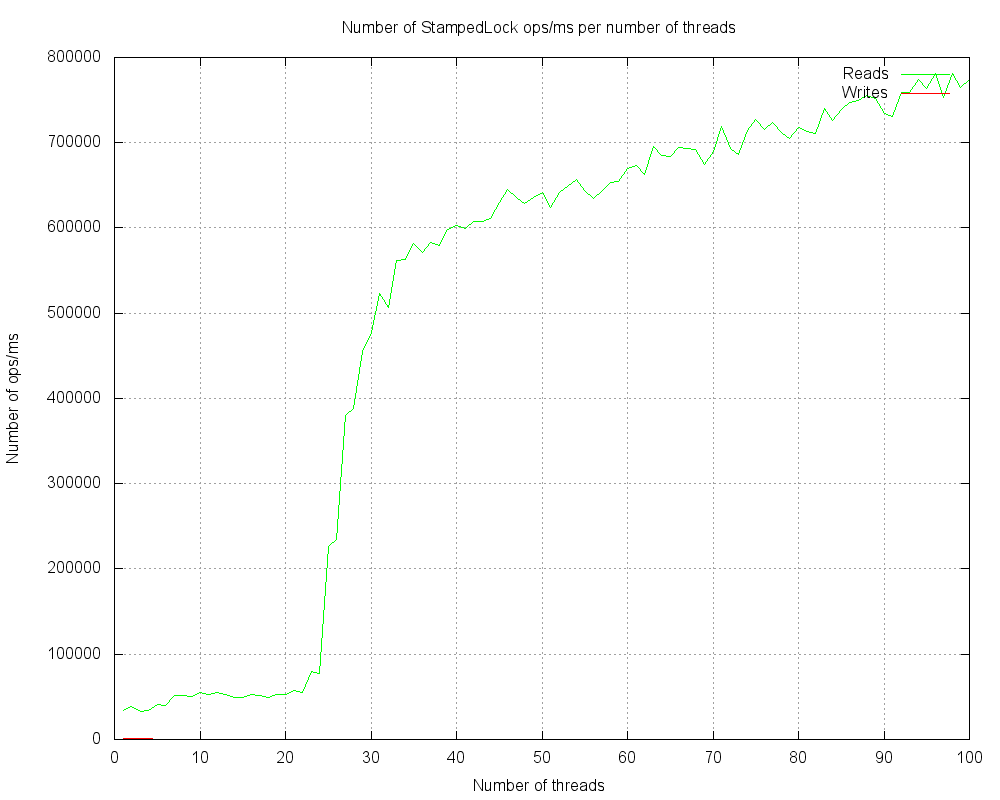 Number of StampedLock ops/ms per number of threads
800000
700000
600000
500000
400000
300000
200000
100000
0
Number of ops/ms
Reads
Writes
0 10 20 30 40 50 60 70 80 90 100
Number of threads